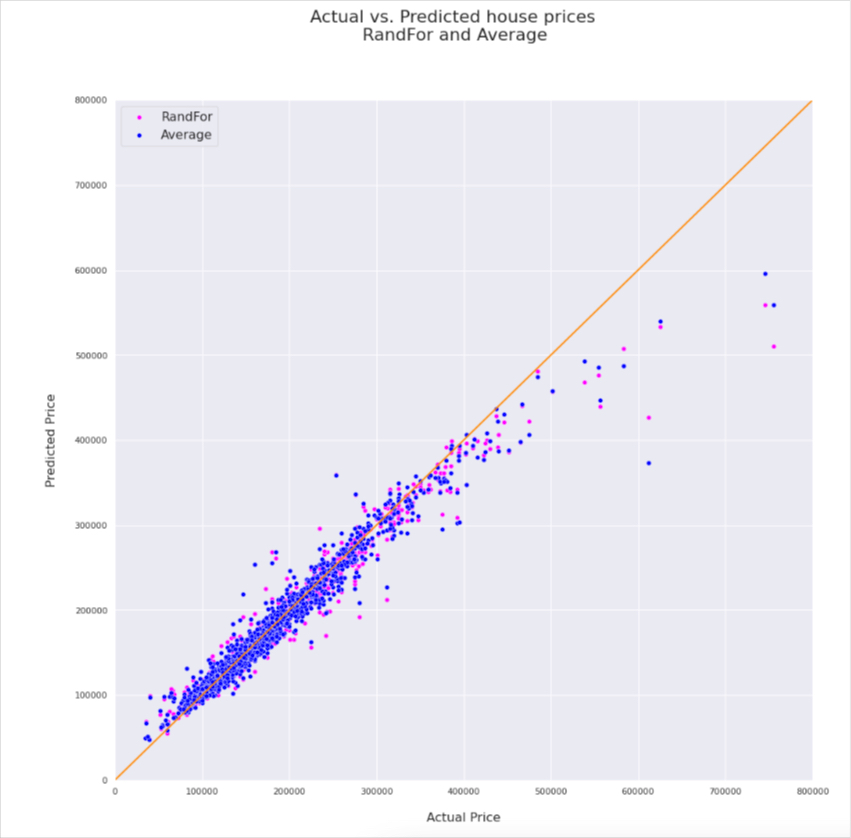 Actual vs. Predicted house prices
RandFor and Average
RandFor
Average
800000
700000
600000
500000
400000
300000
200000
100000
0
Predicted Price
0 100000 200000 300000 400000 500000 600000 700000 800000
Actual Price